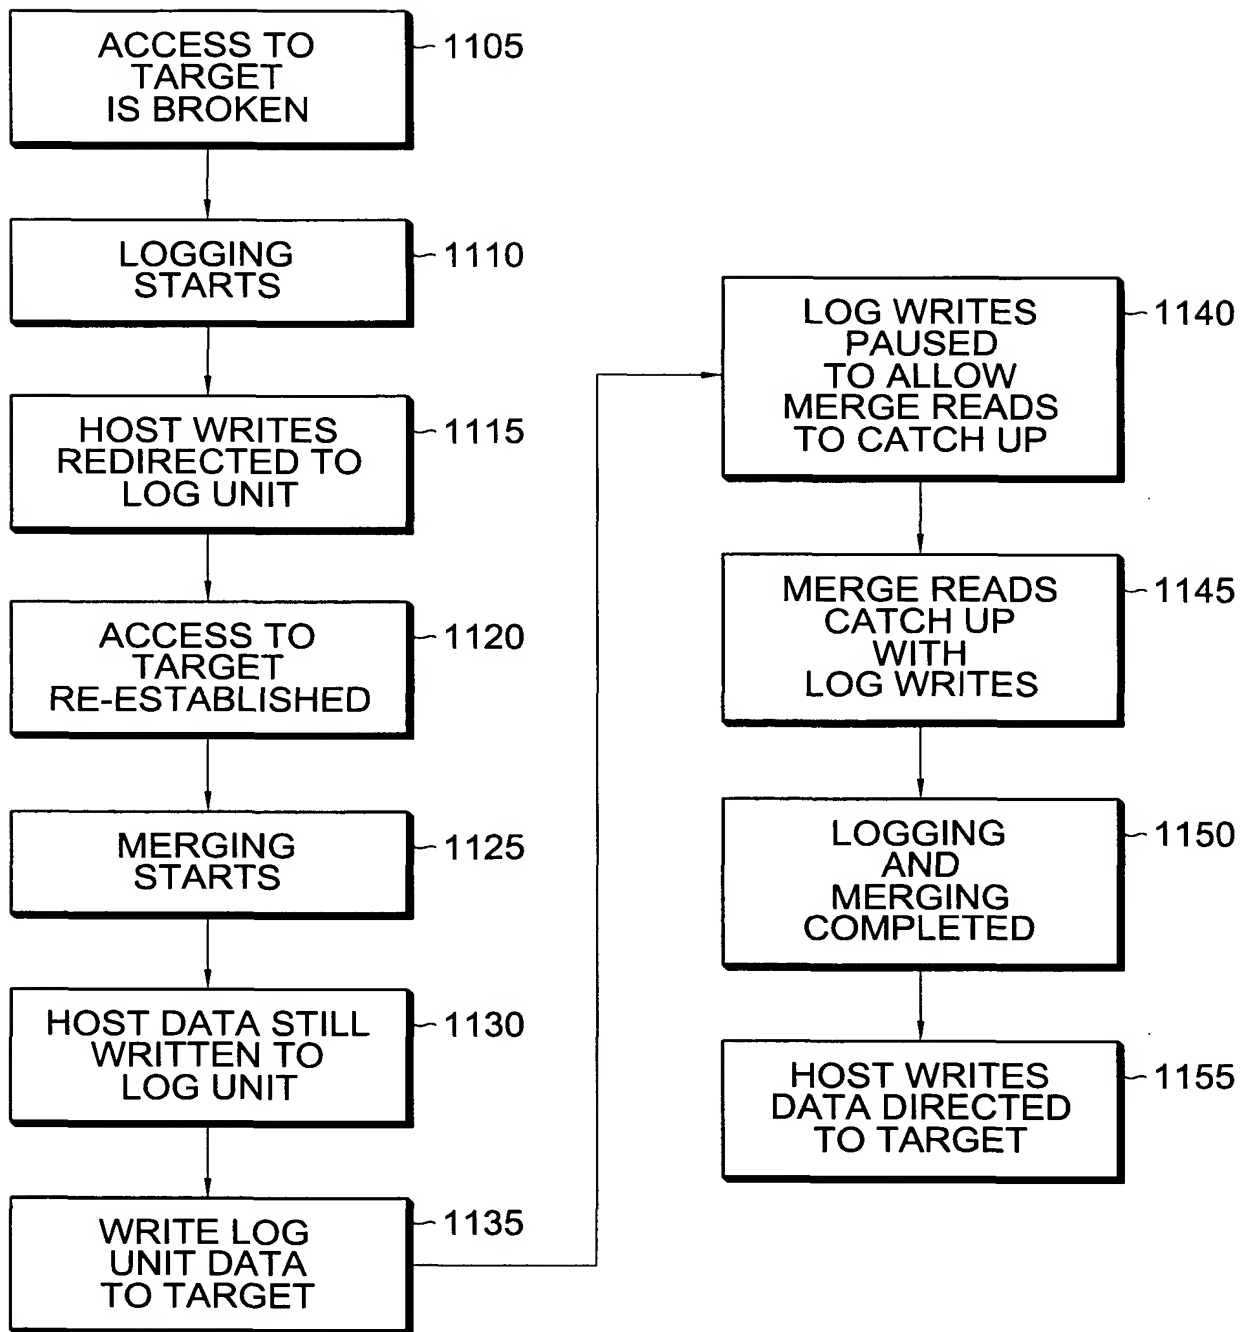 ACCESS TO
TARGET
IS BROKEN
1105
LOGGING
STARTS
1110
HOST WRITES
REDIRECTED TO
LOG UNIT
1115
ACCESS TO
TARGET
RE-ESTABLISHED
1120
MERGING
STARTS
1125
HOST DATA STILL
WRITTEN TO
LOG UNIT
1130
WRITE LOG
UNIT DATA
TO TARGET
1135
LOG WRITES
PAUSED
TO ALLOW
MERGE READS
TO CATCH UP
1140
MERGE READS
CATCH UP
WITH
LOG WRITES
1145
LOGGING
AND
MERGING
COMPLETED
1150
HOST WRITES
DATA DIRECTED
TO TARGET
1155